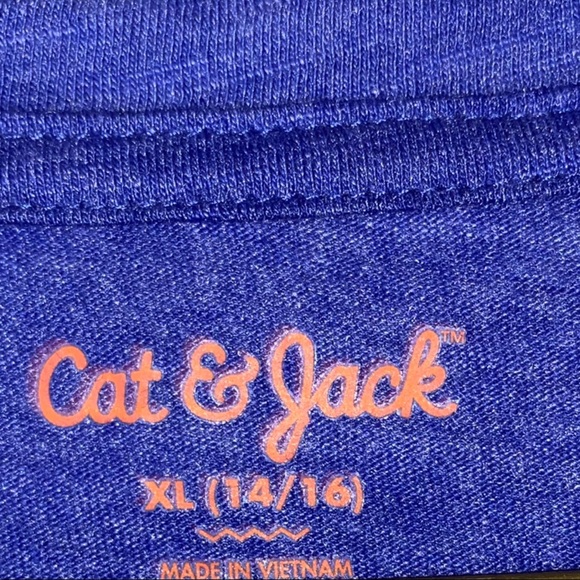 Cat & Jack™
XL (14/16)
MADE IN VIETNAM